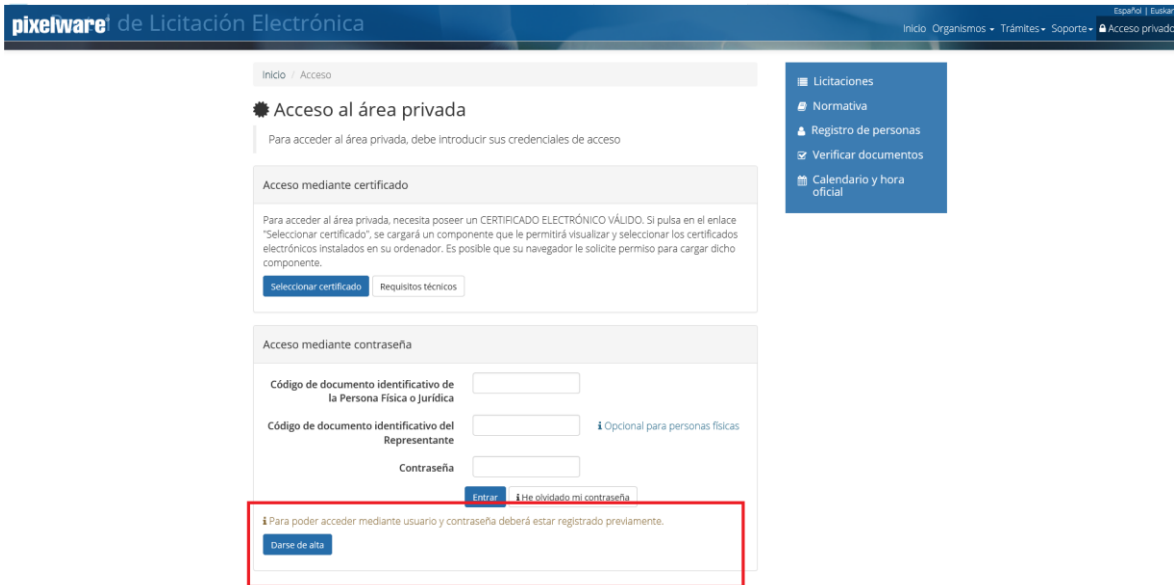 Español | Euskar
pixelware
de Licitación Electrónica
Inicio Organismos Trámites Soporte Acceso privado
Inicio / Acceso
Acceso al área privada
Para acceder al área privada, debe introducir sus credenciales de acceso
Acceso mediante certificado
Para acceder al área privada, necesita poseer un CERTIFICADO ELECTRÓNICO VÁLIDO. Si pulsa en el enlace
"Seleccionar certificado", se cargará un componente que le permitirá visualizar y seleccionar los certificados
electrónicos instalados en su ordenador. Es posible que su navegador le solicite permiso para cargar dicho
componente.
Seleccionar certificado Requisitos técnicos
Acceso mediante contraseña
Código de documento identificativo de
la Persona Física o Jurídica
Código de documento identificativo del
Representante
Opcional para personas físicas
Contraseña
Entrar He olvidado mi contraseña
Para poder acceder mediante usuario y contraseña deberá estar registrado previamente.
Darse de alta
Licitaciones
Normativa
Registro de personas
Verificar documentos
Calendario y hora
oficial